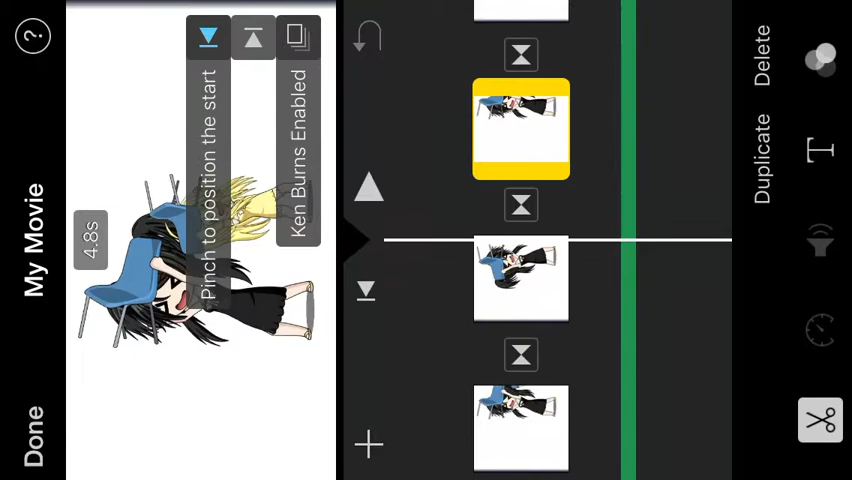 Done
My Movie
?
4.8s
Pinch to position the start
Ken Burns Enabled
Duplicate
Delete
T